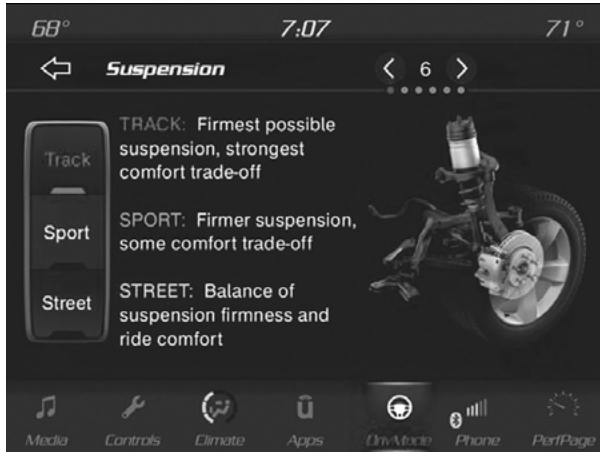 68°
7:07
71°
Suspension
6
Track
Sport
Street
TRACK: Firmest possible
suspension, strongest
comfort trade-off
SPORT: Firmer suspension,
some comfort trade-off
STREET: Balance of
suspension firmness and
ride comfort
Media
Controls
Climate
Apps
DrvMode
Phone
PerfPage